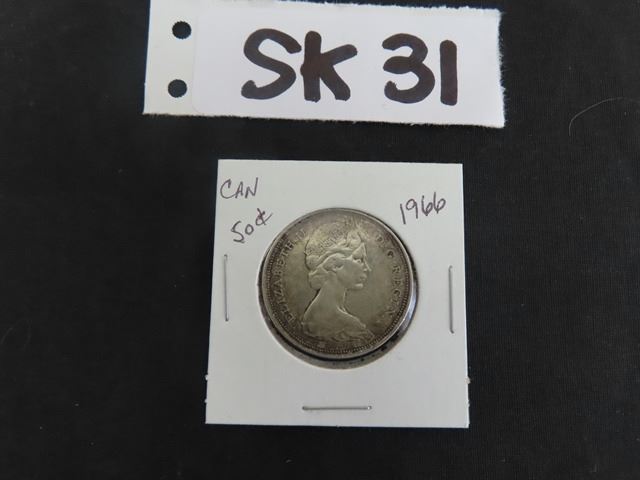 SK 31
CAN
50¢
1966
ELIZABETH II D.G. REGINA